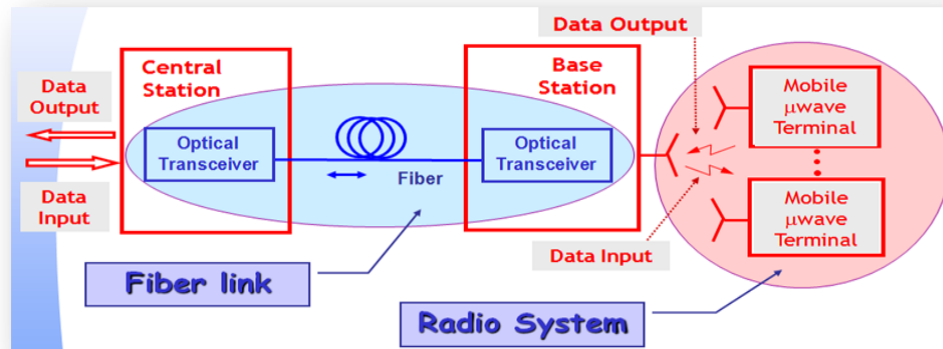 Data Output
Central
Station
Base
Station
Data
Output
Optical
Transceiver
Fiber
Optical
Transceiver
Mobile
μwave
Terminal
Data
Input
Data Input
Mobile
μwave
Terminal
Fiber link
Radio System